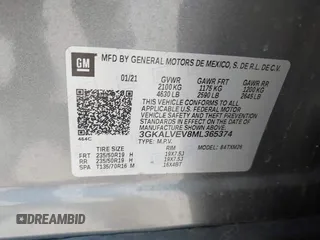 GM
MFD BY GENERAL MOTORS DE MEXICO, S. DE R.L. DE C.V.
01/21 GVWR GAWR FRT GAWR RR
2100 KG 1175 KG 1200 KG
4630 LB 2590 LB 2645 LB
THIS VEHICLE CONFORMS TO ALL APPLICABLE
U.S. FEDERAL MOTOR VEHICLE SAFETY, BUMPER,
AND THEFT PREVENTION STANDARDS IN EFFECT ON
THE DATE OF MANUFACTURE SHOWN ABOVE.
3GKALVEV8ML365374
TYPE: M.P.V. MODEL:
TIRE SIZE RIM
FRT 235/50R19 H 19X7.5J
RR 235/50R19 H 19X7.5J
SPA T135/70R16 M 16X4BT
AUTOBIDMASTER